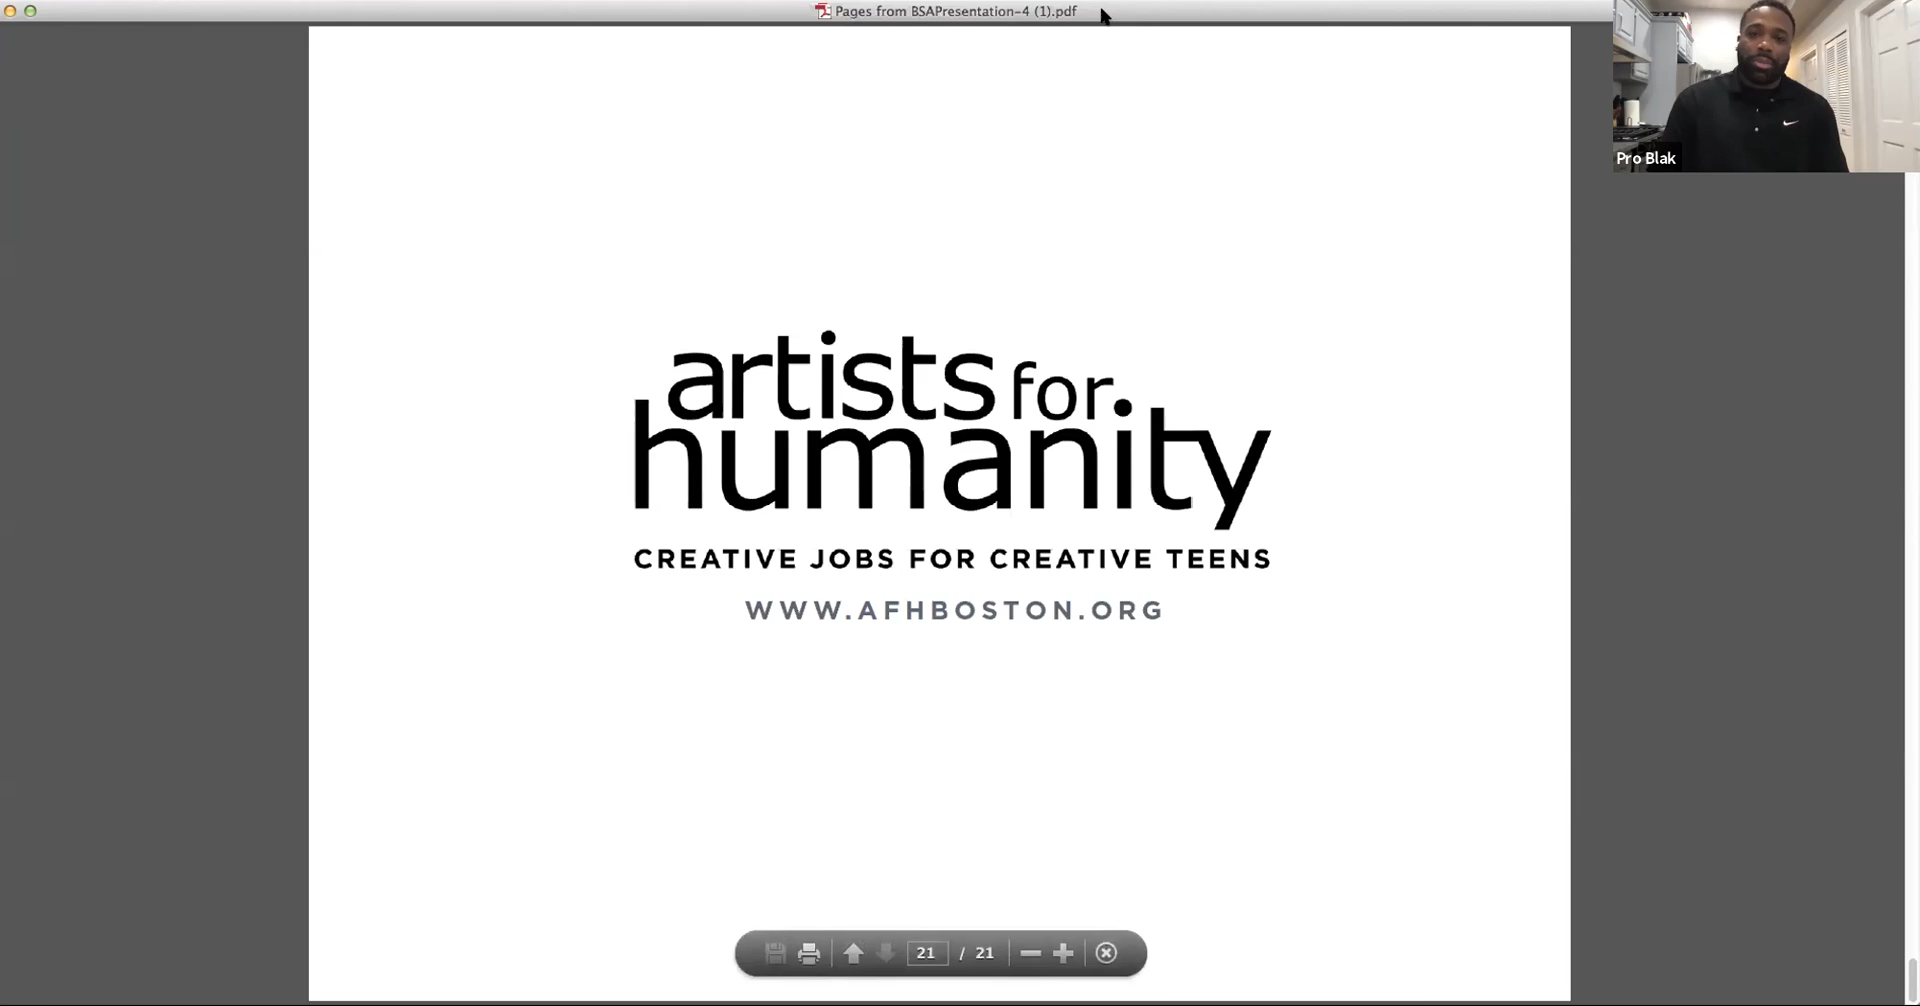 Pages from BSAPresentation-4 (1).pdf
Pro Blak
artists for
humanity
CREATIVE JOBS FOR CREATIVE TEENS
WWW.AFHBOSTON.ORG
21 / 21